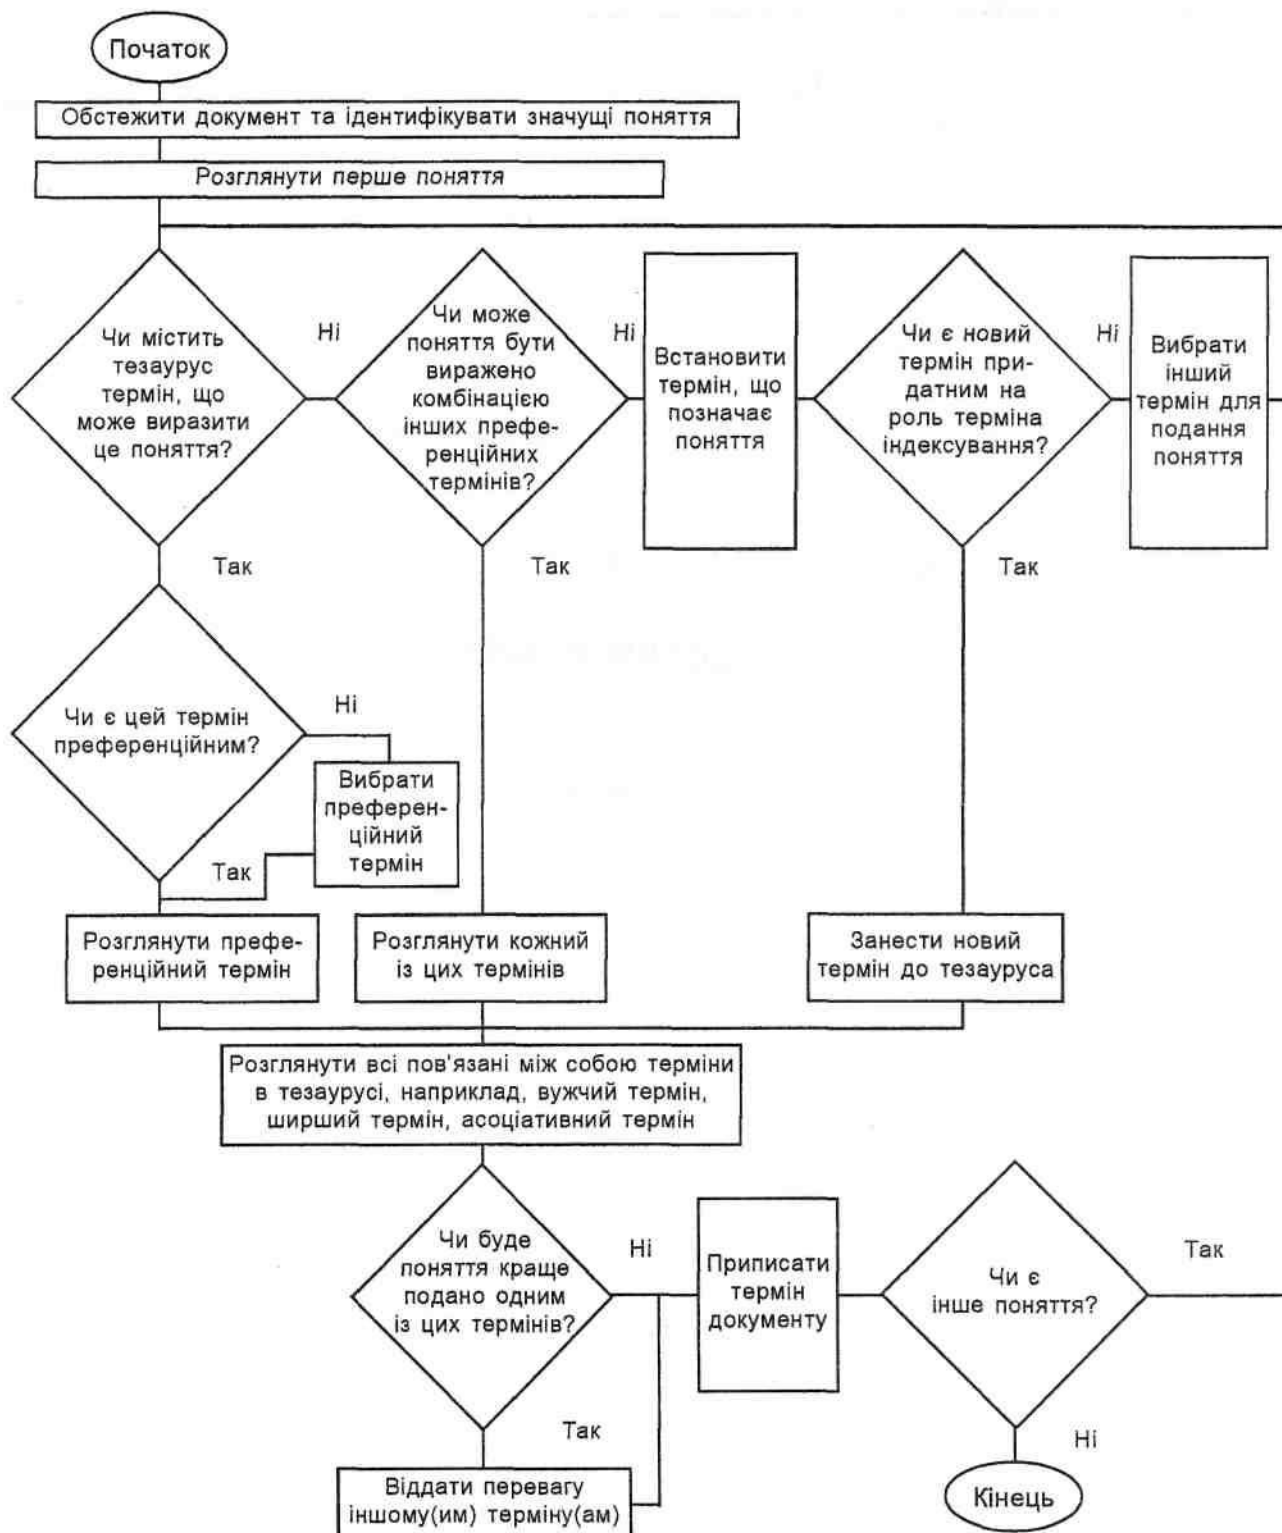 Початок
Обстежити документ та ідентифікувати значущі поняття
Розглянути перше поняття
Чи містить
тезаурус
термін, що
може виразити
це поняття?
Ні
Чи може
поняття бути
виражено
комбінацією
інших префе-
ренційних
термінів?
Ні
Встановити
термін, що
позначає
поняття
Чи є новий
термін при-
датним на
роль терміна
індексування?
Ні
Вибрати
інший
термін для
подання
поняття
Так
Так
Так
Чи є цей термін
преференційним?
Ні
Вибрати
преферен-
ційний
термін
Так
Розглянути префе-
ренційний термін
Розглянути кожний
із цих термінів
Занести новий
термін до тезауруса
Розглянути всі пов'язані між собою терміни
в тезаурусі, наприклад, вужчий термін,
ширший термін, асоціативний термін
Чи буде
поняття краще
подано одним
із цих термінів?
Ні
Приписати
термін
документу
Чи є
інше поняття?
Так
Так
Ні
Віддати перевагу
іншому(им) терміну(ам)
Кінець